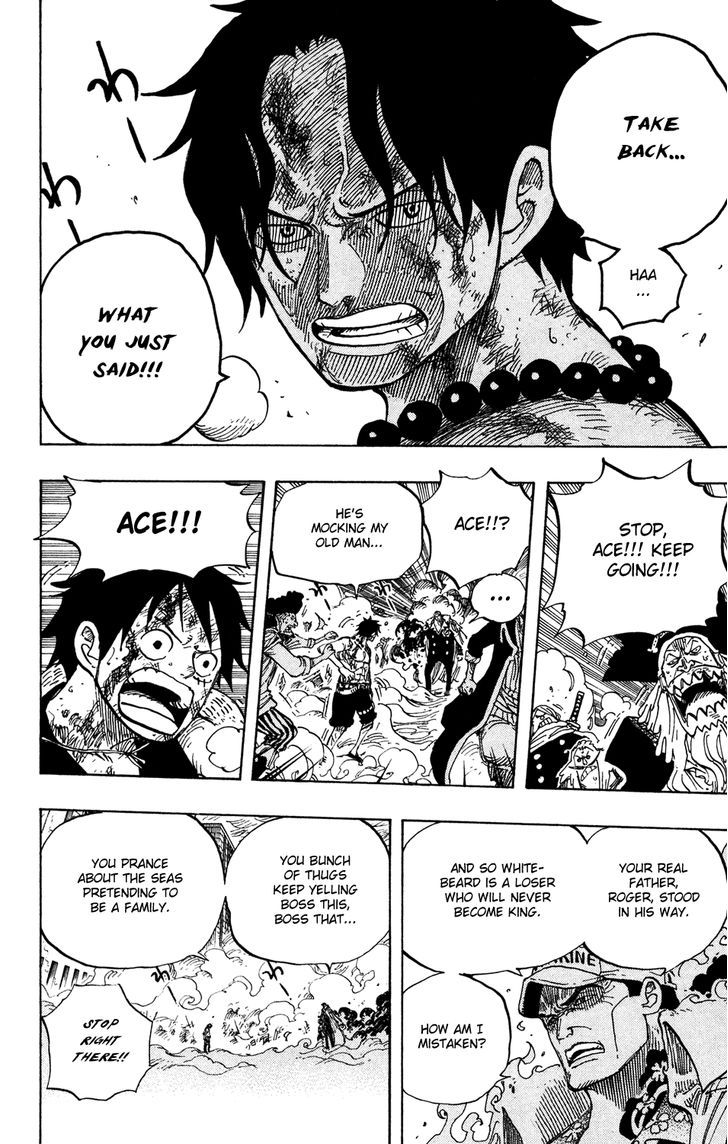 TAKE
BACK...
HAA
...
WHAT
YOU JUST
SAID!!!
STOP,
ACE!!! KEEP
GOING!!!
ACE!!?
...
HE'S
MOCKING MY
OLD MAN...
ACE!!!
YOUR REAL
FATHER,
ROGER, STOOD
IN HIS WAY.
AND SO WHITE-
BEARD IS A LOSER
WHO WILL NEVER
BECOME KING.
HOW AM I
MISTAKEN?
YOU BUNCH
OF THUGS
KEEP YELLING
BOSS THIS,
BOSS THAT...
YOU PRANCE
ABOUT THE SEAS
PRETENDING TO
BE A FAMILY.
STOP
RIGHT
THERE!!